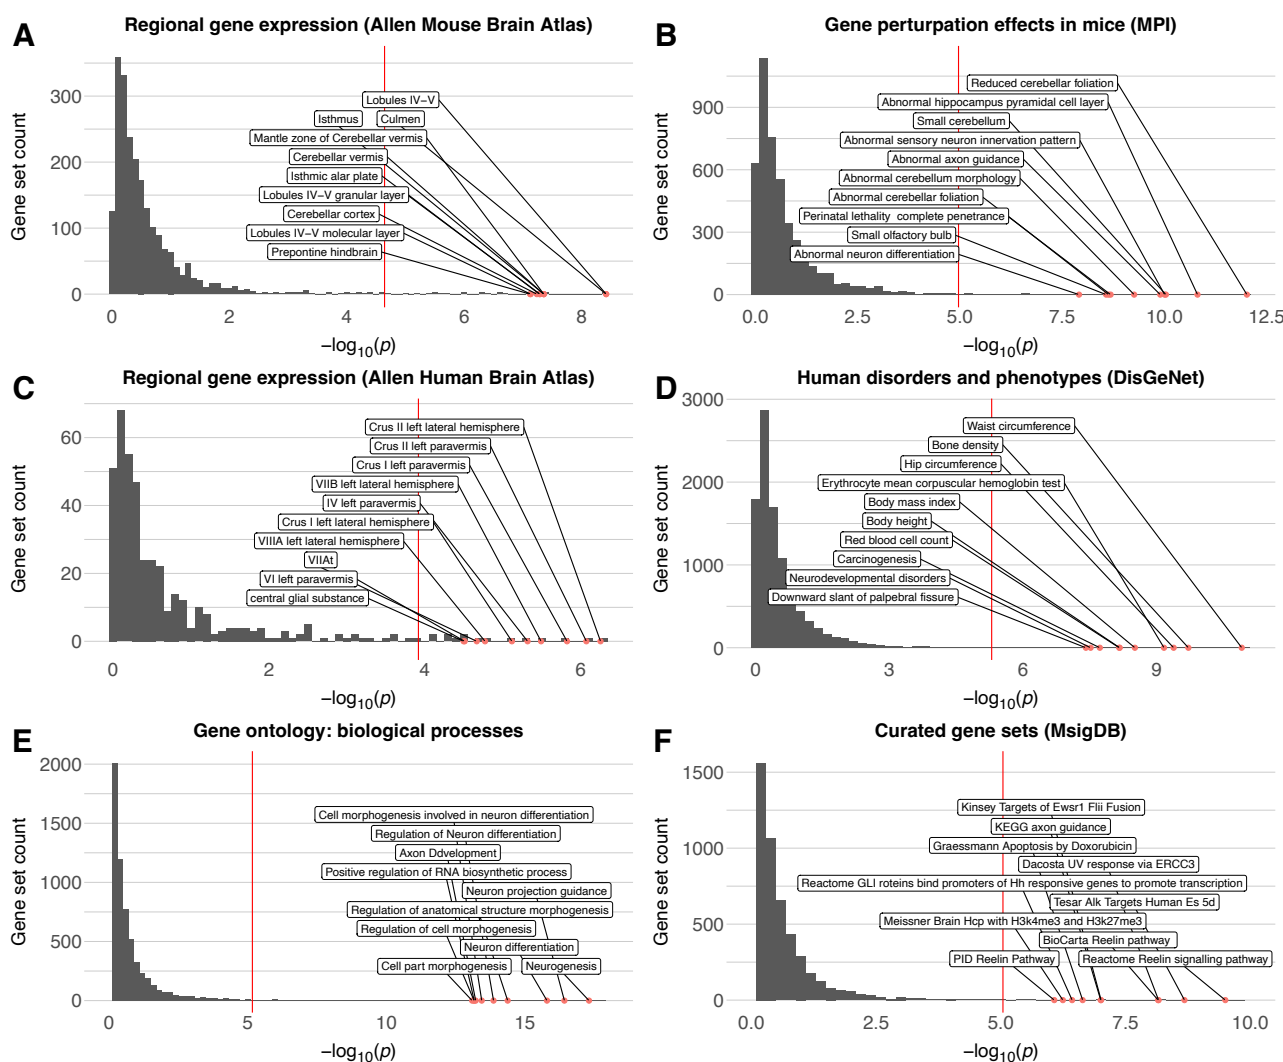 A
Regional gene expression (Allen Mouse Brain Atlas)
Gene set count
300
200
100
0
Lobules IV−V
Isthmus
Culmen
Mantle zone of Cerebellar vermis
Cerebellar vermis
Isthmic alar plate
Lobules IV−V granular layer
Cerebellar cortex
Lobules IV−V molecular layer
Prepontine hindbrain
0 2 4 6 8
−log10(p)
B
Gene perturpation effects in mice (MPI)
Gene set count
900
600
300
0
Reduced cerebellar foliation
Abnormal hippocampus pyramidal cell layer
Small cerebellum
Abnormal sensory neuron innervation pattern
Abnormal axon guidance
Abnormal cerebellum morphology
Abnormal cerebellar foliation
Perinatal lethality complete penetrance
Small olfactory bulb
Abnormal neuron differentiation
0.0 2.5 5.0 7.5 10.0 12.5
−log10(p)
C
Regional gene expression (Allen Human Brain Atlas)
Gene set count
60
40
20
0
Crus II left lateral hemisphere
Crus II left paravermis
Crus I left paravermis
VIIB left lateral hemisphere
IV left paravermis
Crus I left lateral hemisphere
VIIIA left lateral hemisphere
VIIAt
VI left paravermis
central glial substance
0 2 4 6
−log10(p)
D
Human disorders and phenotypes (DisGeNet)
Gene set count
3000
2000
1000
0
Waist circumference
Bone density
Hip circumference
Erythrocyte mean corpuscular hemoglobin test
Body mass index
Body height
Red blood cell count
Carcinogenesis
Neurodevelopmental disorders
Downward slant of palpebral fissure
0 3 6 9
−log10(p)
E
Gene ontology: biological processes
Gene set count
2000
1500
1000
500
0
Cell morphogenesis involved in neuron differentiation
Regulation of Neuron differentiation
Axon Ddvelopment
Positive regulation of RNA biosynthetic process
Neuron projection guidance
Regulation of anatomical structure morphogenesis
Regulation of cell morphogenesis
Neuron differentiation
Cell part morphogenesis
Neurogenesis
0 5 10 15
−log10(p)
F
Curated gene sets (MsigDB)
Gene set count
1500
1000
500
0
Kinsey Targets of Ewsr1 Flii Fusion
KEGG axon guidance
Graessmann Apoptosis by Doxorubicin
Dacosta UV response via ERCC3
Reactome GLI roteins bind promoters of Hh responsive genes to promote transcription
Tesar Alk Targets Human Es 5d
Meissner Brain Hcp with H3k4me3 and H3k27me3
BioCarta Reelin pathway
PID Reelin Pathway
Reactome Reelin signalling pathway
0.0 2.5 5.0 7.5 10.0
−log10(p)